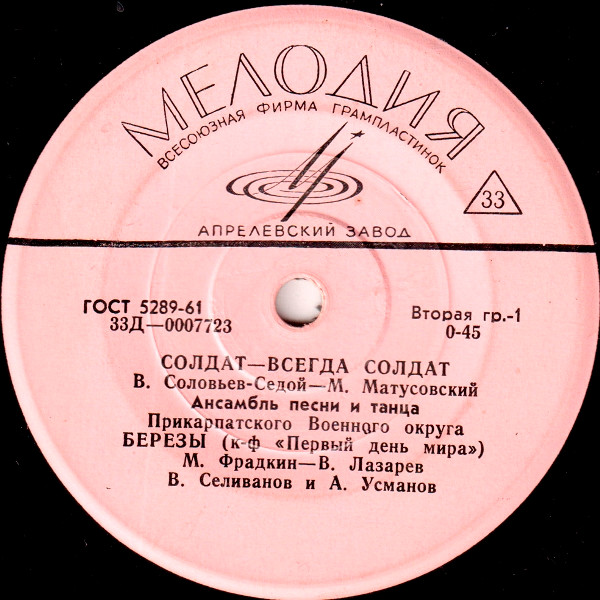 МЕЛОДИЯ
ВСЕСОЮЗНАЯ ФИРМА ГРАМПЛАСТИНОК
33
АПРЕЛЕВСКИЙ ЗАВОД
ГОСТ 5289-61
33Д—0007723
Вторая гр.-1
0-45
СОЛДАТ—ВСЕГДА СОЛДАТ
В. Соловьев-Седой—М. Матусовский
Ансамбль песни и танца
Прикарпатского Военного округа
БЕРЕЗЫ (к-ф «Первый день мира»)
М. Фрадкин—В. Лазарев
В. Селиванов и А. Усманов